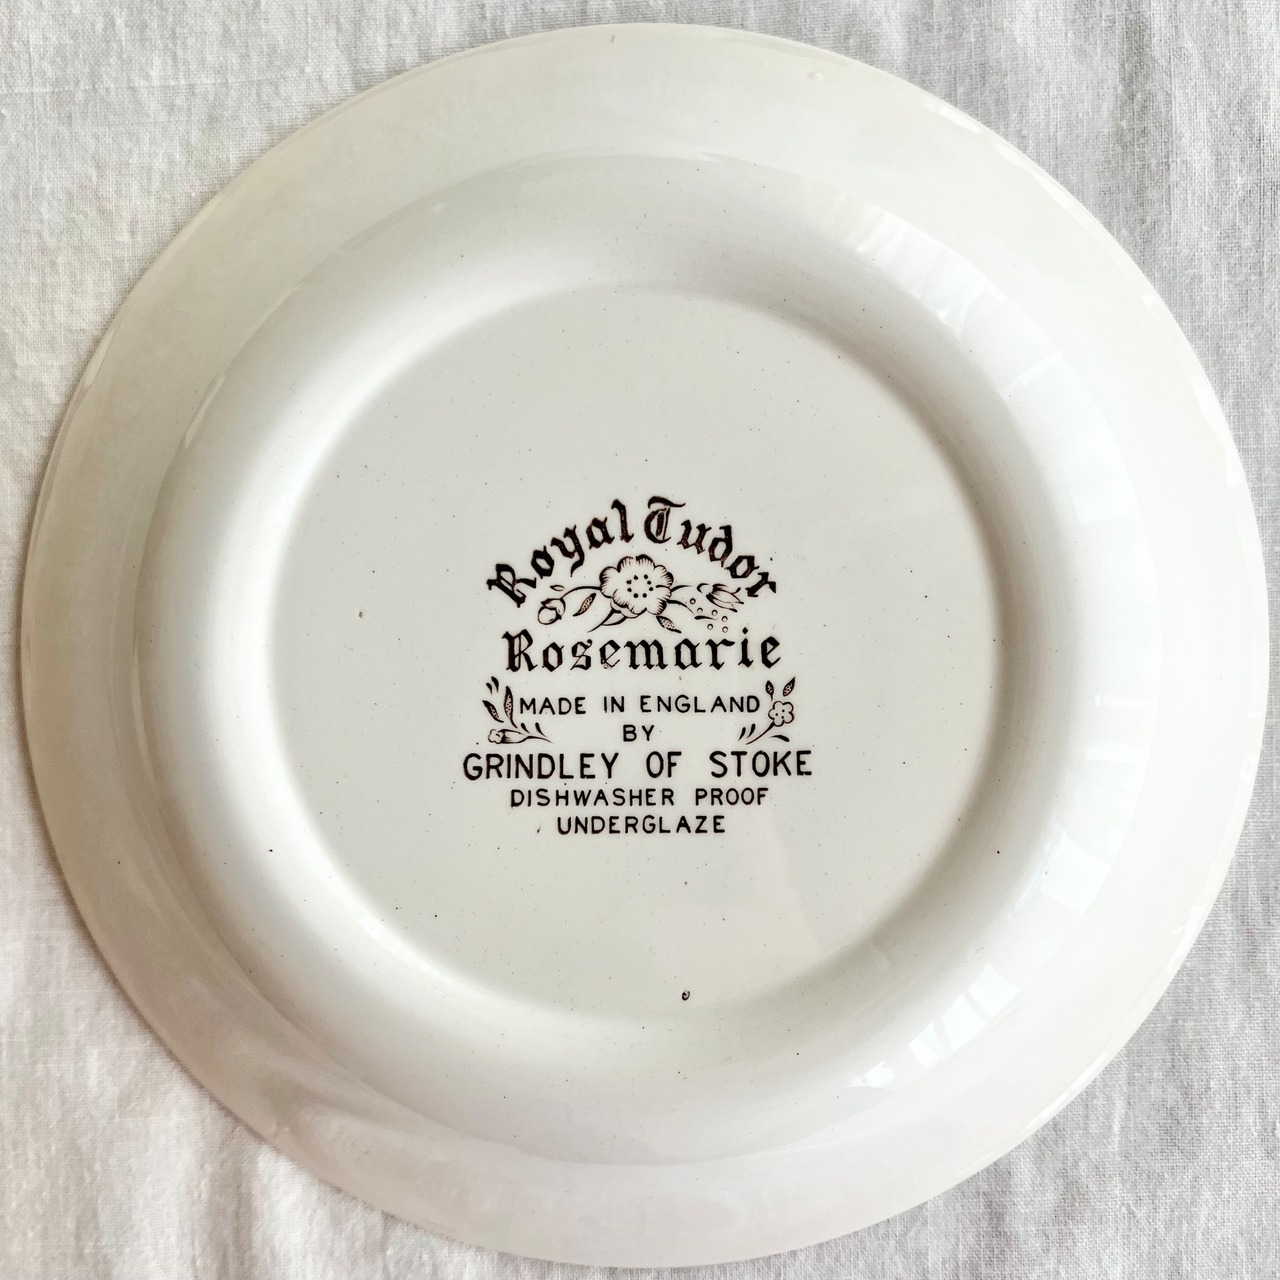 Royal Tudor
Rosemarie
MADE IN ENGLAND
BY
GRINDLEY OF STOKE
DISHWASHER PROOF
UNDERGLAZE